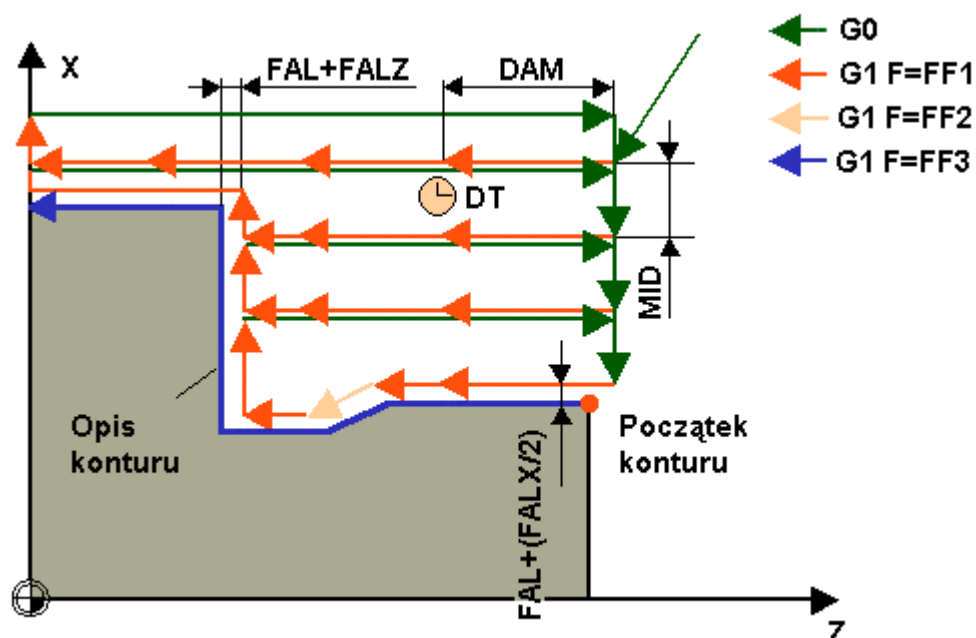 X
FAL+FALZ
DAM
G0
G1 F=FF1
G1 F=FF2
G1 F=FF3
DT
MID
Opis
konturu
Początek
konturu
FAL+(FALX/2)
Z